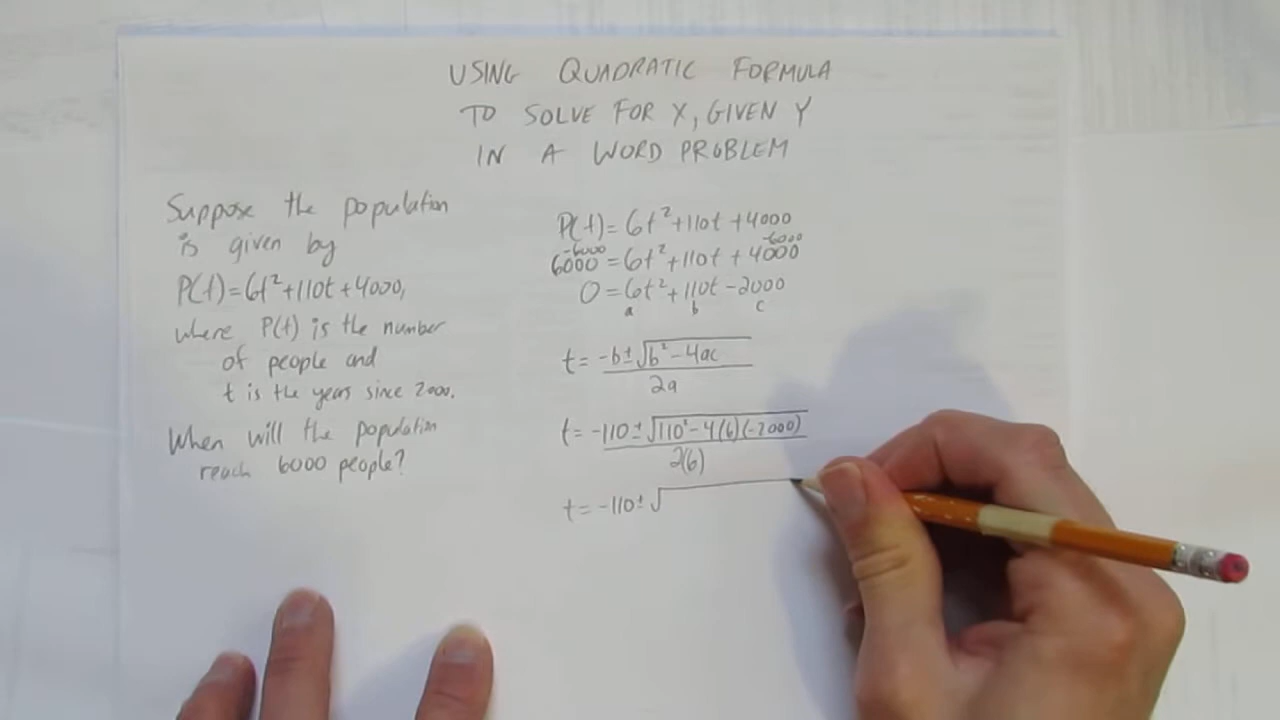 USING QUADRATIC FORMULA
TO SOLVE FOR X, GIVEN Y
IN A WORD PROBLEM
Suppose the population
is given by
P(t)=6t²+110t+4000,
where P(t) is the number
of people and
t is the years since 2000.
When will the population
reach 6000 people?
P(t)=6t²+110t+4000
-6000 -6000
6000=6t²+110t+4000
0=6t²+110t-2000
a b c
t=-b±√b²-4ac
2a
t=-110±√110²-4(6)(-2000)
2(6)
t=-110±√